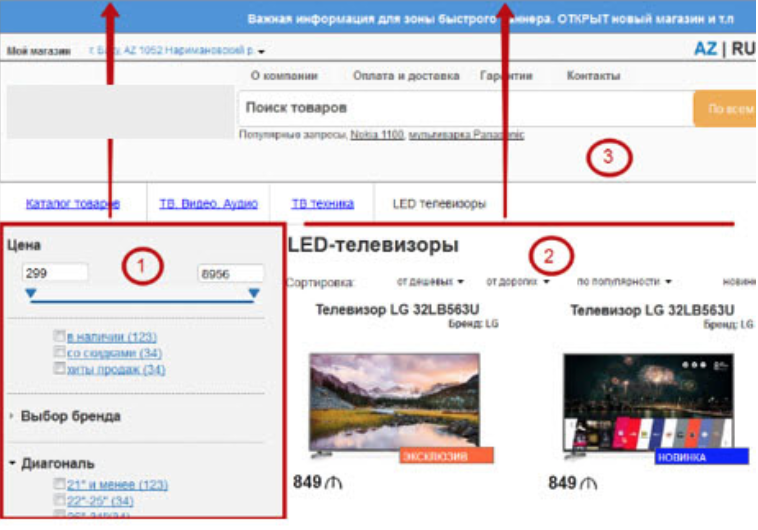 Важная информация для зоны быстрого баннера. ОТКРЫТ новый магазин и т.п
Мой магазин г. Баку, AZ 1052 Наримановский р. AZ | RU
О компании Оплата и доставка Гарантии Контакты
Поиск товаров По всем
Популярные запросы, Nokia 1100, мультиварка Panasonic
3
Каталог товаров ТВ. Видео. Аудио ТВ техника LED телевизоры
Цена
299 8956
1
в наличии (123)
со скидками (34)
хиты продаж (34)
Выбор бренда
Диагональ
21" и менее (123)
22"-25" (34)
LED-телевизоры
2
Сортировка: от дешевых от дорогих по популярности
Телевизор LG 32LB563U
Бренд: LG
ЭКСКЛЮЗИВ
849
Телевизор LG 32LB563U
Бренд: LG
НОВИНКА
849